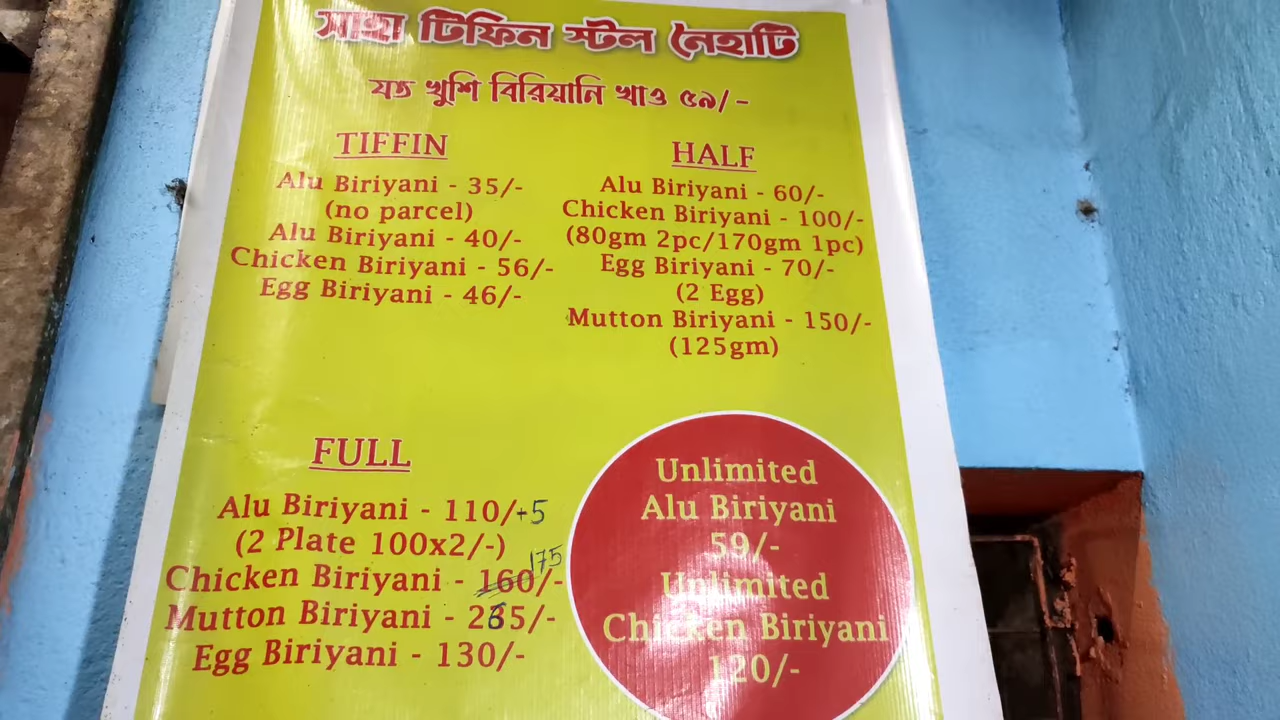 সাহা টিফিন স্টল নৈহাটি
যত খুশি বিরিয়ানি খাও ৫৯/-
TIFFIN
Alu Biriyani - 35/-
(no parcel)
Alu Biriyani - 40/-
Chicken Biriyani - 56/-
Egg Biriyani - 46/-
HALF
Alu Biriyani - 60/-
Chicken Biriyani - 100/-
(80gm 2pc/170gm 1pc)
Egg Biriyani - 70/-
(2 Egg)
Mutton Biriyani - 150/-
(125gm)
FULL
Alu Biriyani - 110/-+5
(2 Plate 100x2/-)
Chicken Biriyani - 160/- 175
Mutton Biriyani -
Egg Biriyani - 130/-
Unlimited
Alu Biriyani
59/-
Unlimited
Chicken Biriyani
120/-